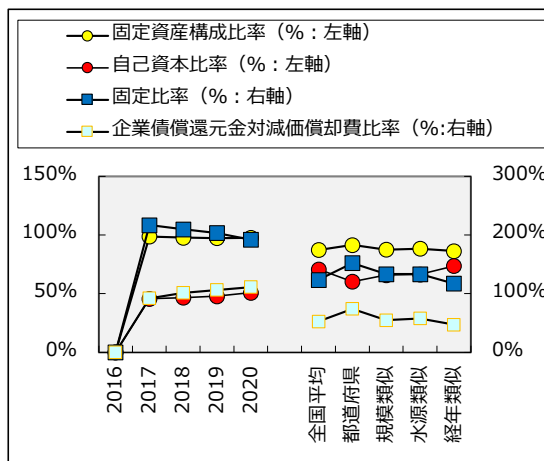 固定資産構成比率（％：左軸）
自己資本比率（％：左軸）
固定比率（％：右軸）
企業債償還元金対減価償却費比率（％:右軸）
150% 300%
100% 200%
50% 100%
0% 0%
2016 2017 2018 2019 2020 全国平均 都道府県 規模類似 水源類似 経年類似